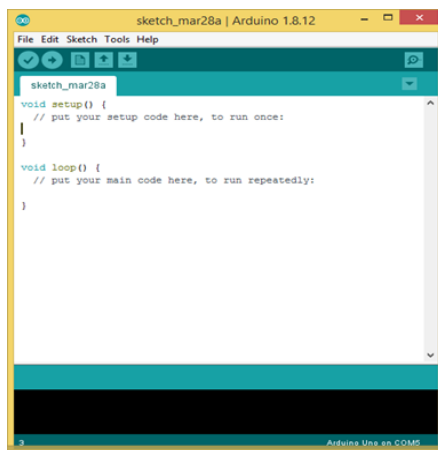 sketch_mar28a | Arduino 1.8.12
File Edit Sketch Tools Help
sketch_mar28a
void setup() {
// put your setup code here, to run once:
}
void loop() {
// put your main code here, to run repeatedly:
}
3
Arduino Uno on COM5